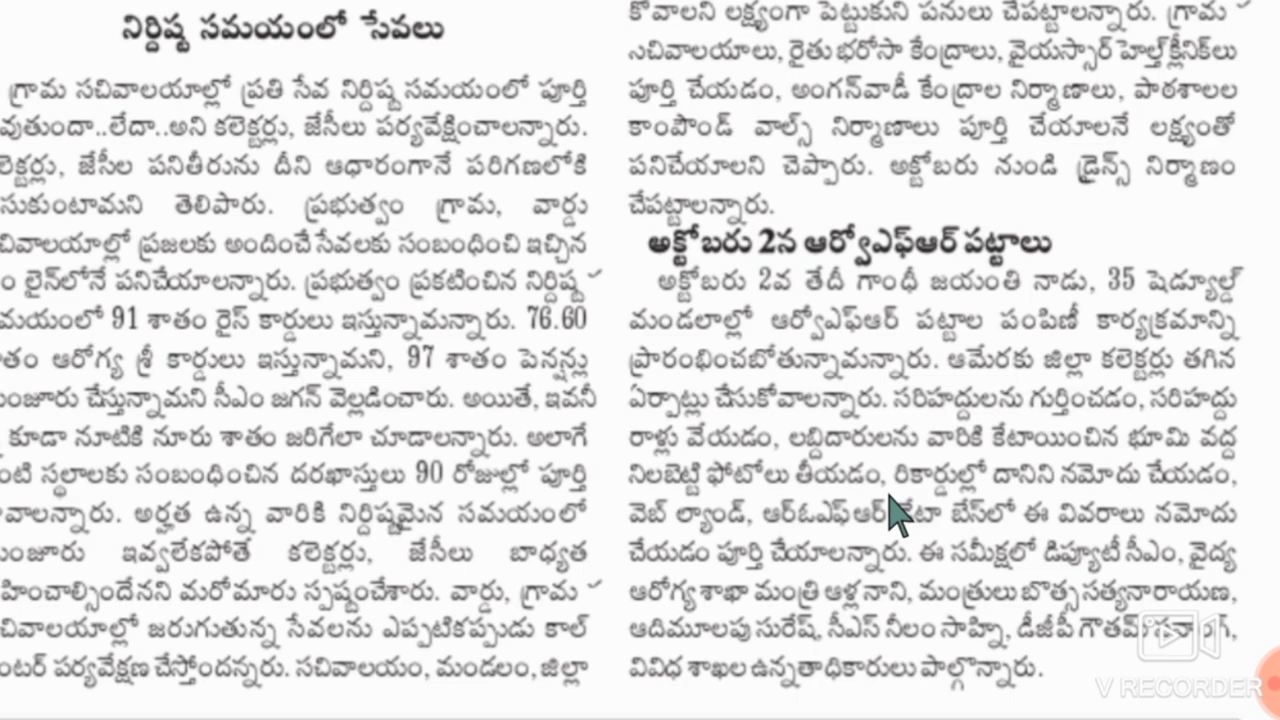 నిర్దిష్ట సమయంలో సేవలు
గ్రామ సచివాలయాల్లో ప్రతి సేవ నిర్దిష్ట సమయంలో పూర్తి
వుతుందా..లేదా..అని కలెక్టర్లు, జేసీలు పర్యవేక్షించాలన్నారు.
లెక్టర్లు, జేసీల పనితీరును దీని ఆధారంగానే పరిగణలోకి
సుకుంటామని తెలిపారు. ప్రభుత్వం గ్రామ, వార్డు
చివాలయాల్లో ప్రజలకు అందించే సేవలకు సంబంధించి ఇచ్చిన
ం లైన్‌లోనే పనిచేయాలన్నారు. ప్రభుత్వం ప్రకటించిన నిర్దిష్ట
మయంలో 91 శాతం రైస్ కార్డులు ఇస్తున్నామన్నారు. 76.60
ాతం ఆరోగ్య శ్రీ కార్డులు ఇస్తున్నామని, 97 శాతం పెన్షన్లు
ంజూరు చేస్తున్నామని సీఎం జగన్ వెల్లడించారు. అయితే, ఇవనీ
కూడా నూటికి నూరు శాతం జరిగేలా చూడాలన్నారు. అలాగే
ంటి స్థలాలకు సంబంధించిన దరఖాస్తులు 90 రోజుల్లో పూర్తి
వాలన్నారు. అర్హత ఉన్న వారికి నిర్దిష్టమైన సమయంలో
ంజూరు ఇవ్వలేకపోతే కలెక్టర్లు, జేసీలు బాధ్యత
హించాల్సిందేనని మరోమారు స్పష్టంచేశారు. వార్డు, గ్రామ
చివాలయాల్లో జరుగుతున్న సేవలను ఎప్పటికప్పుడు కాల్
ంటర్ పర్యవేక్షణ చేస్తోందన్నరు. సచివాలయం, మండలం, జిల్లా
కోవాలని లక్ష్యంగా పెట్టుకుని పనులు చేపట్టాలన్నారు. గ్రామ
సచివాలయాలు, రైతు భరోసా కేంద్రాలు, వైయస్సార్ హెల్త్‌క్లీనిక్‌లు
పూర్తి చేయడం, అంగన్‌వాడీ కేంద్రాల నిర్మాణాలు, పాఠశాలల
కాంపౌండ్ వాల్స్ నిర్మాణాలు పూర్తి చేయాలనే లక్ష్యంతో
పనిచేయాలని చెప్పారు. అక్టోబరు నుండి డ్రైన్స్ నిర్మాణం
చేపట్టాలన్నారు.
అక్టోబరు 2న ఆర్వోఎఫ్ఆర్ పట్టాలు
అక్టోబరు 2వ తేదీ గాంధీ జయంతి నాడు, 35 షెడ్యూల్డ్
మండలాల్లో ఆర్వోఎఫ్ఆర్ పట్టాల పంపిణీ కార్యక్రమాన్ని
ప్రారంభించబోతున్నామన్నారు. ఆమేరకు జిల్లా కలెక్టర్లు తగిన
ఏర్పాట్లు చేసుకోవాలన్నారు. సరిహద్దులను గుర్తించడం, సరిహద్దు
రాళ్లు వేయడం, లబ్దిదారులను వారికి కేటాయించిన భూమి వద్ద
నిలబెట్టి ఫోటోలు తీయడం, రికార్డుల్లో దానిని నమోదు చేయడం,
వెబ్ ల్యాండ్, ఆర్ఓఎఫ్ఆర్ బేస్‌లో ఈ వివరాలు నమోదు
చేయడం పూర్తి చేయాలన్నారు. ఈ సమీక్షలో డిప్యూటీ సీఎం, వైద్య
ఆరోగ్య శాఖా మంత్రి ఆళ్ల నాని, మంత్రులు బొత్స సత్యనారాయణ,
ఆదిమూలపు సురేష్, సీఎస్ నీలం సాహ్ని, డీజీపీ గౌతమ్
వివిధ శాఖల ఉన్నతాధికారులు పాల్గొన్నారు.
V RECORDER